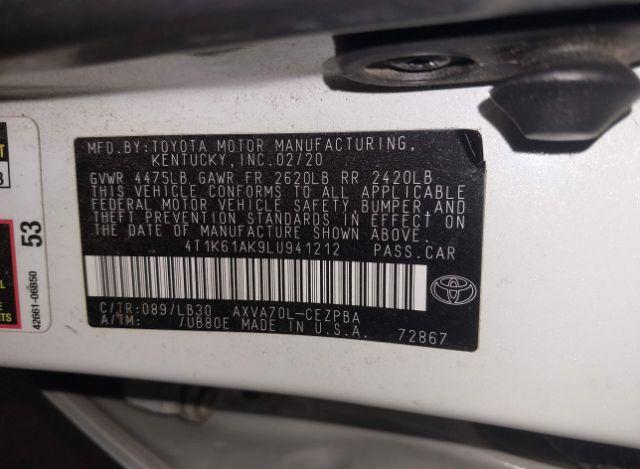 MFD.BY:TOYOTA MOTOR MANUFACTURING,
KENTUCKY, INC.02/20
GVWR 4475LB GAWR FR 2620LB RR 2420LB
THIS VEHICLE CONFORMS TO ALL APPLICABLE
FEDERAL MOTOR VEHICLE SAFETY, BUMPER AND
THEFT PREVENTION STANDARDS IN EFFECT ON
THE DATE OF MANUFACTURE SHOWN ABOVE.
4T1K61AK9LU941212 PASS.CAR
C/TR:089/LB30 AXVA70L-CEZPBA
A/TM: /UB80E MADE IN U.S.A. 72867
53
42661-06B50